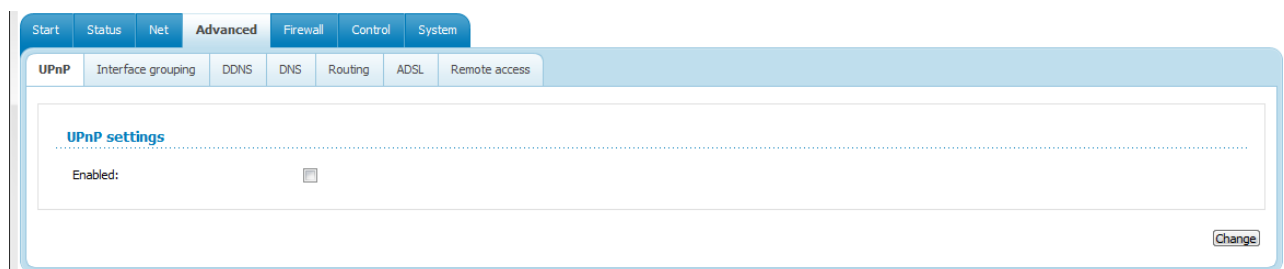 Start Status Net Advanced Firewall Control System
UPnP Interface grouping DDNS DNS Routing ADSL Remote access
UPnP settings
Enabled:
Change